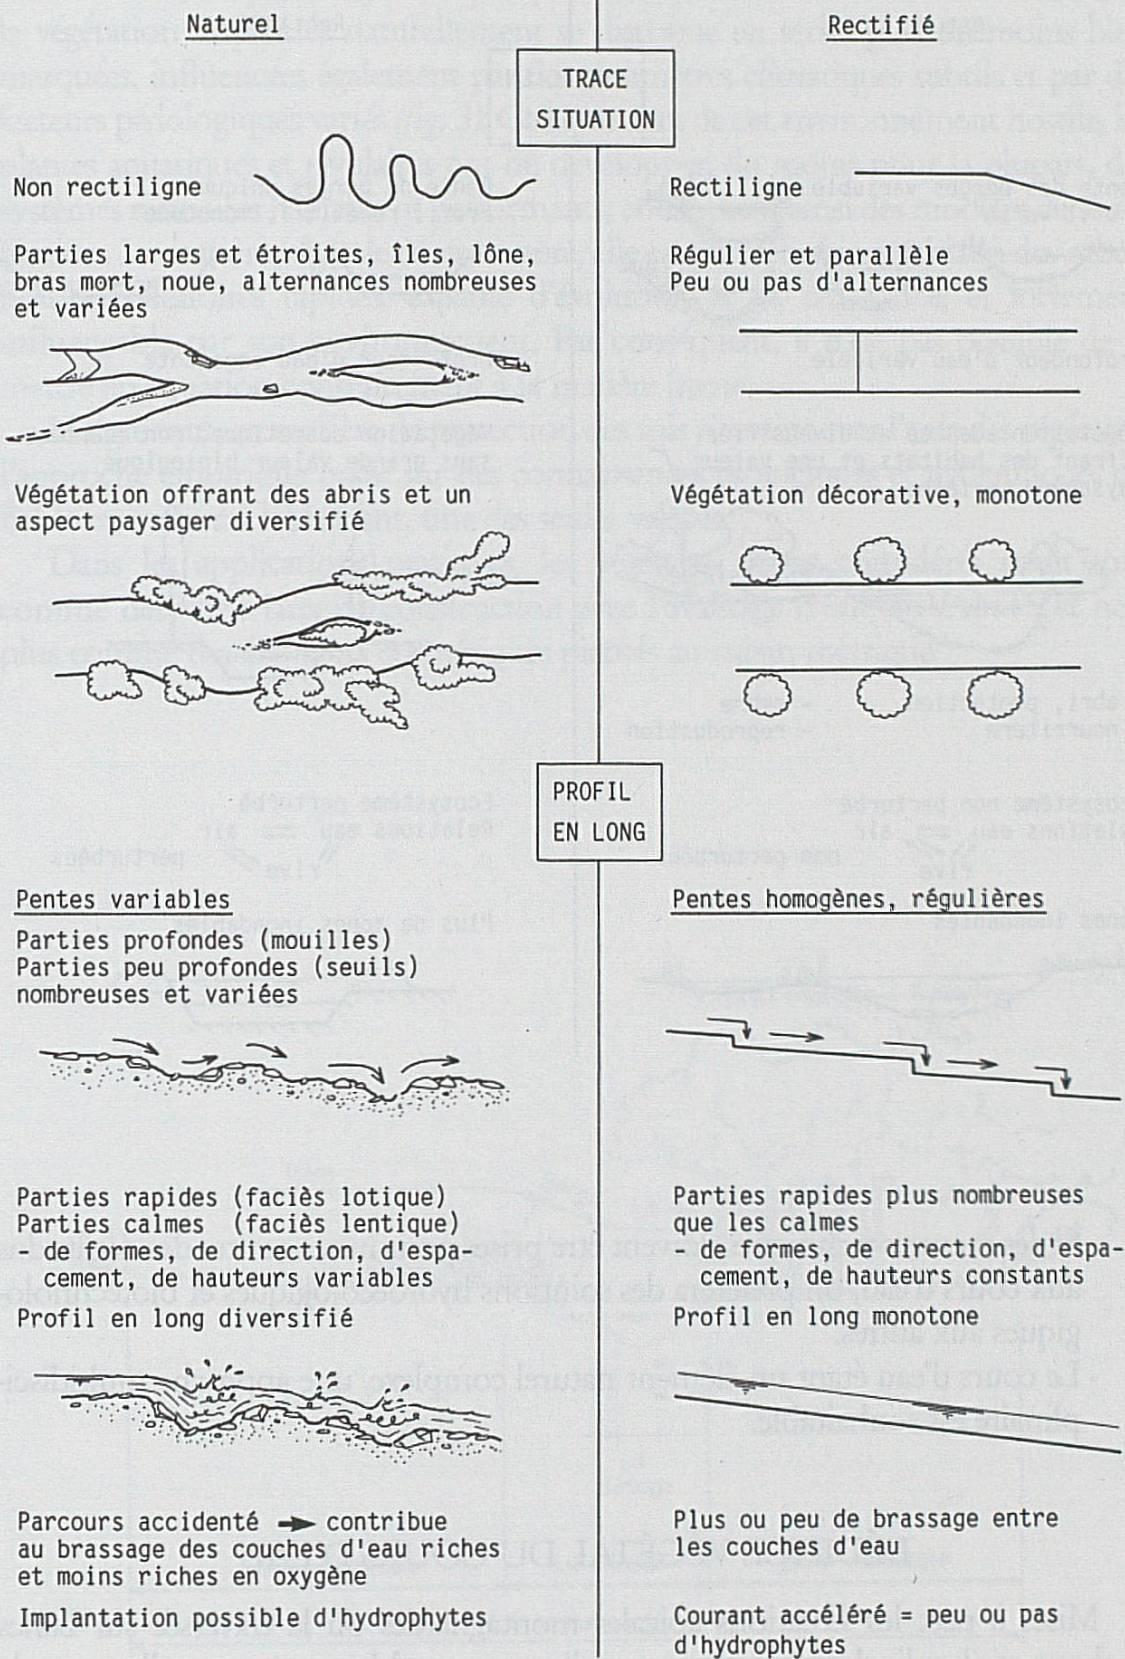 Naturel
Rectifié
TRACE
SITUATION
Non rectiligne
Rectiligne
Parties larges et étroites, îles, lône,
bras mort, noue, alternances nombreuses
et variées
Régulier et parallèle
Peu ou pas d'alternances
Végétation offrant des abris et un
aspect paysager diversifié
Végétation décorative, monotone
PROFIL
EN LONG
Pentes variables
Parties profondes (mouilles)
Parties peu profondes (seuils)
nombreuses et variées
Pentes homogènes, régulières
Parties rapides (faciès lotique)
Parties calmes (faciès lentique)
- de formes, de direction, d'espa-
cement, de hauteurs variables
Profil en long diversifié
Parties rapides plus nombreuses
que les calmes
- de formes, de direction, d'espa-
cement, de hauteurs constants
Profil en long monotone
Parcours accidenté → contribue
au brassage des couches d'eau riches
et moins riches en oxygène
Implantation possible d'hydrophytes
Plus ou peu de brassage entre
les couches d'eau
Courant accéléré = peu ou pas
d'hydrophytes